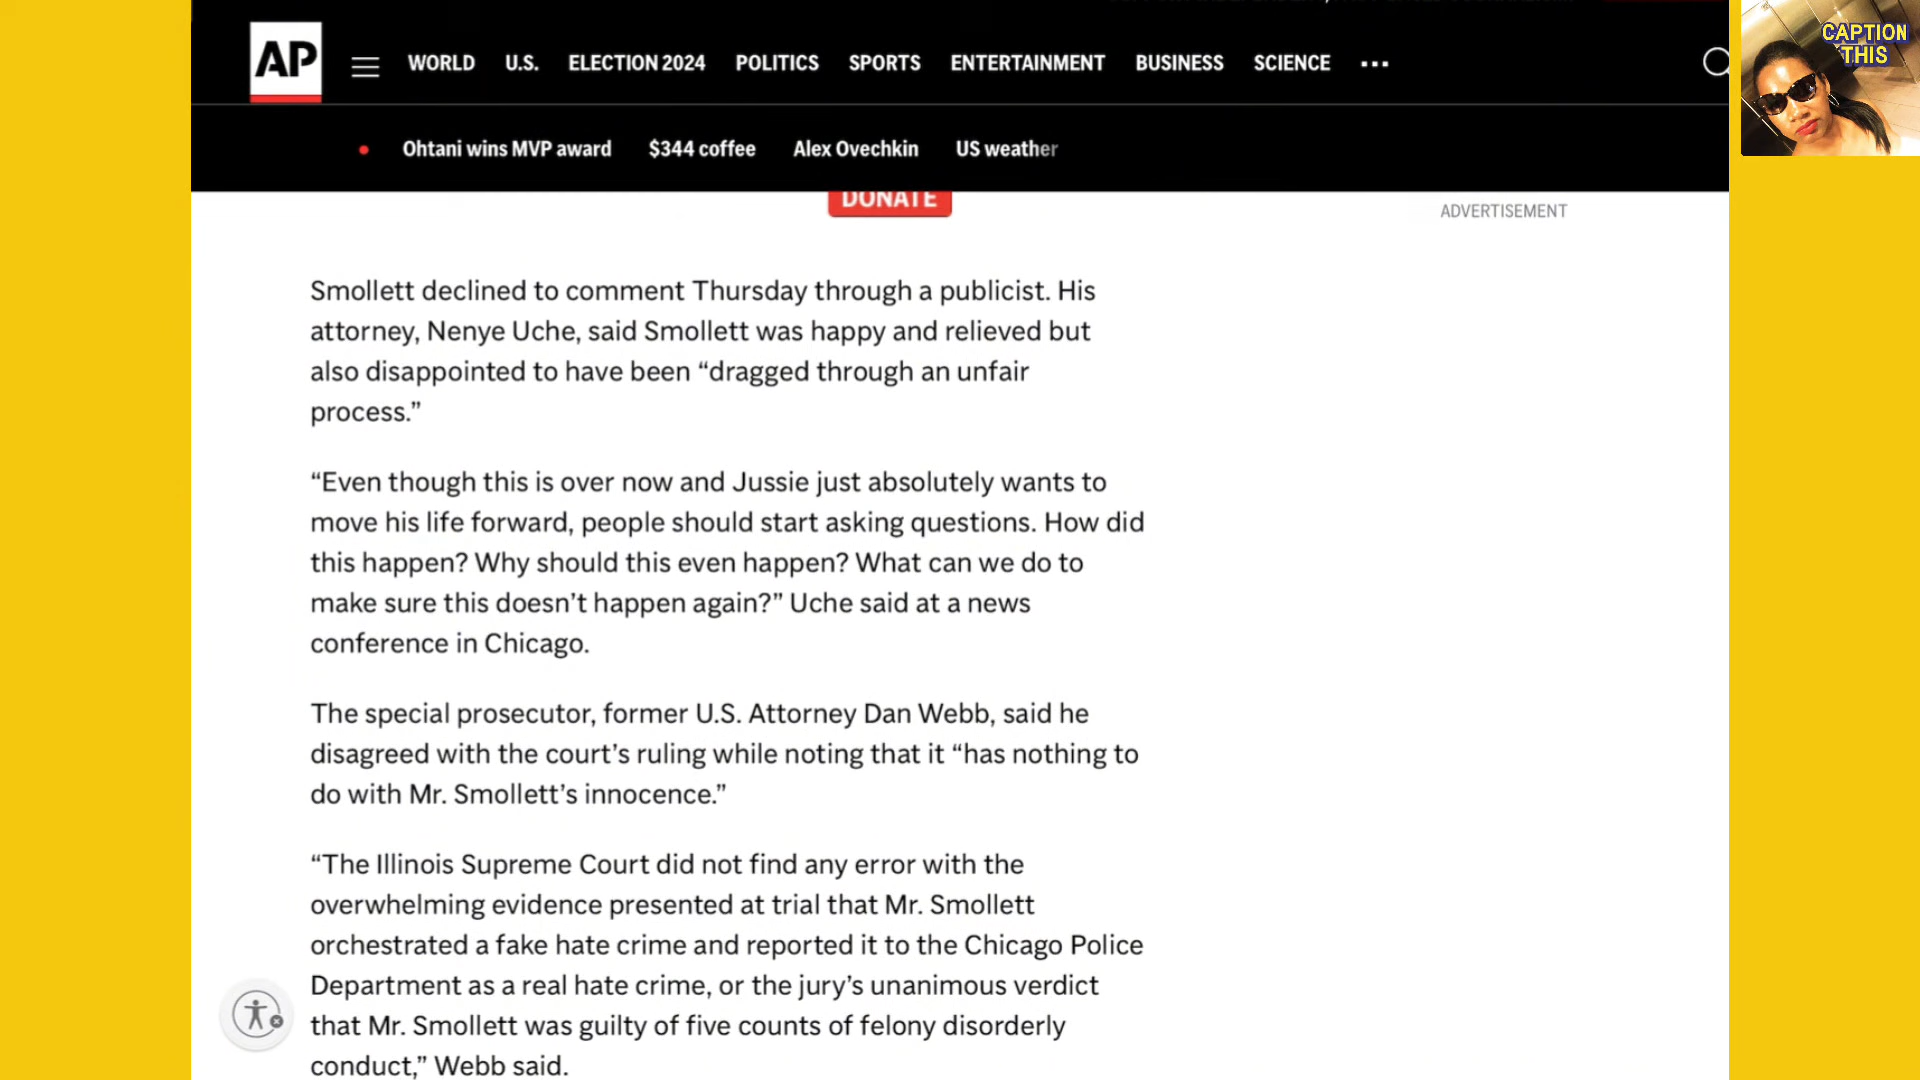 AP
WORLD U.S. ELECTION 2024 POLITICS SPORTS ENTERTAINMENT BUSINESS SCIENCE
CAPTION
THIS
Ohtani wins MVP award $344 coffee Alex Ovechkin US weather
DONATE
ADVERTISEMENT
Smollett declined to comment Thursday through a publicist. His
attorney, Nenye Uche, said Smollett was happy and relieved but
also disappointed to have been “dragged through an unfair
process.”
“Even though this is over now and Jussie just absolutely wants to
move his life forward, people should start asking questions. How did
this happen? Why should this even happen? What can we do to
make sure this doesn’t happen again?” Uche said at a news
conference in Chicago.
The special prosecutor, former U.S. Attorney Dan Webb, said he
disagreed with the court’s ruling while noting that it “has nothing to
do with Mr. Smollett’s innocence.”
“The Illinois Supreme Court did not find any error with the
overwhelming evidence presented at trial that Mr. Smollett
orchestrated a fake hate crime and reported it to the Chicago Police
Department as a real hate crime, or the jury’s unanimous verdict
that Mr. Smollett was guilty of five counts of felony disorderly
conduct,” Webb said.